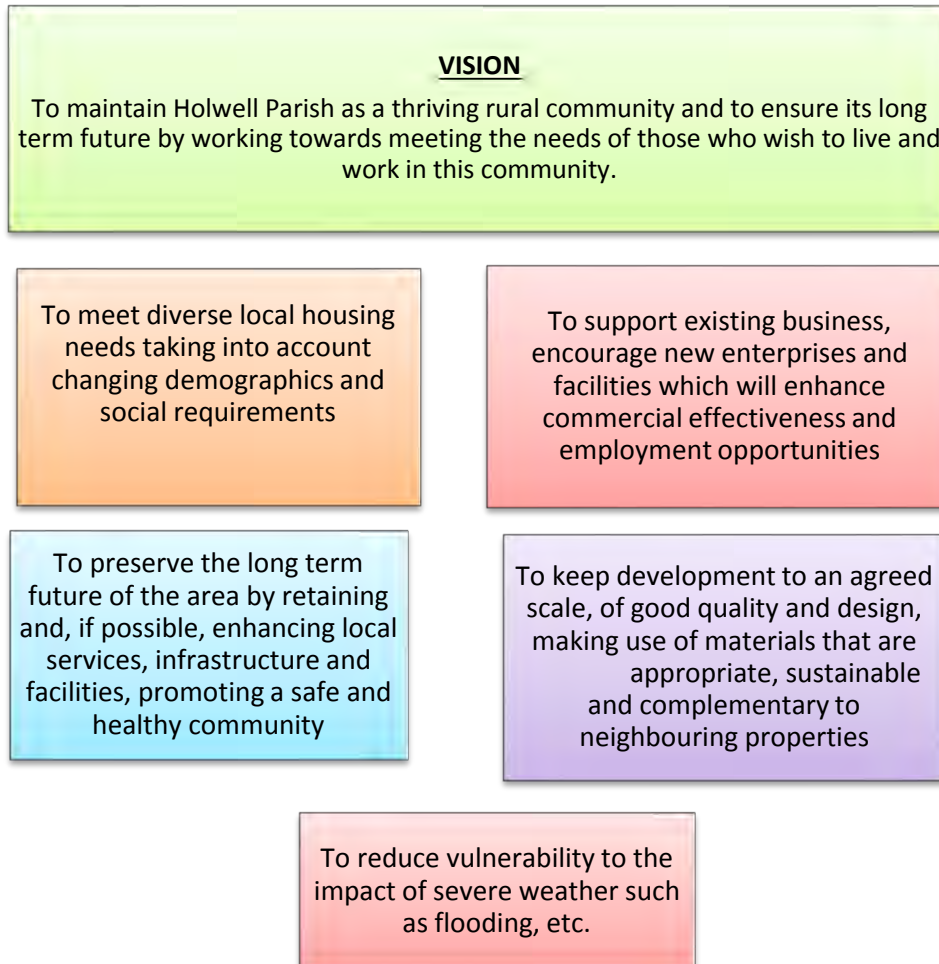 VISION
To maintain Holwell Parish as a thriving rural community and to ensure its long
term future by working towards meeting the needs of those who wish to live and
work in this community.
To meet diverse local housing
needs taking into account
changing demographics and
social requirements
To support existing business,
encourage new enterprises and
facilities which will enhance
commercial effectiveness and
employment opportunities
To preserve the long term
future of the area by retaining
and, if possible, enhancing local
services, infrastructure and
facilities, promoting a safe and
healthy community
To keep development to an agreed
scale, of good quality and design,
making use of materials that are
appropriate, sustainable
and complementary to
neighbouring properties
To reduce vulnerability to the
impact of severe weather such
as flooding, etc.